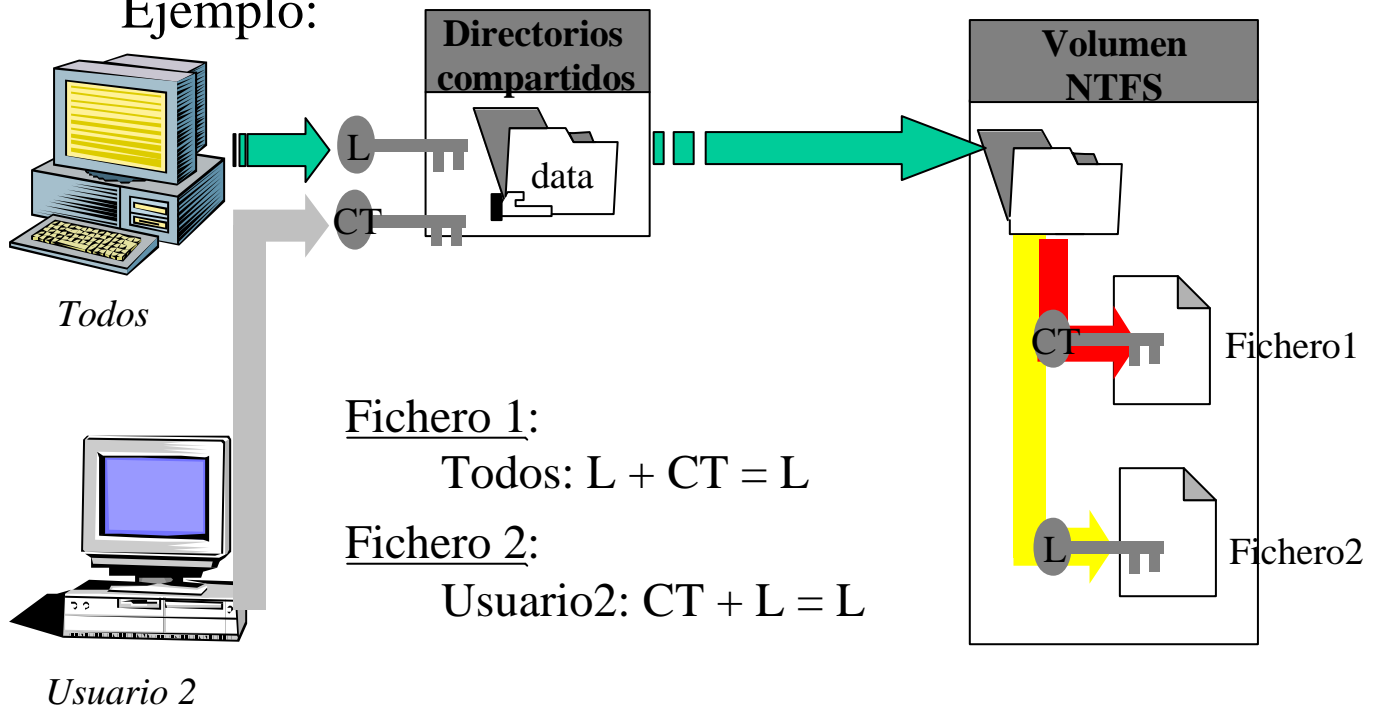 Ejemplo:
Directorios
compartidos
Volumen
NTFS
L
data
CT
Todos
CT
Fichero1
Fichero 1:
Todos: L + CT = L
Fichero 2:
L
Fichero2
Usuario2: CT + L = L
Usuario 2